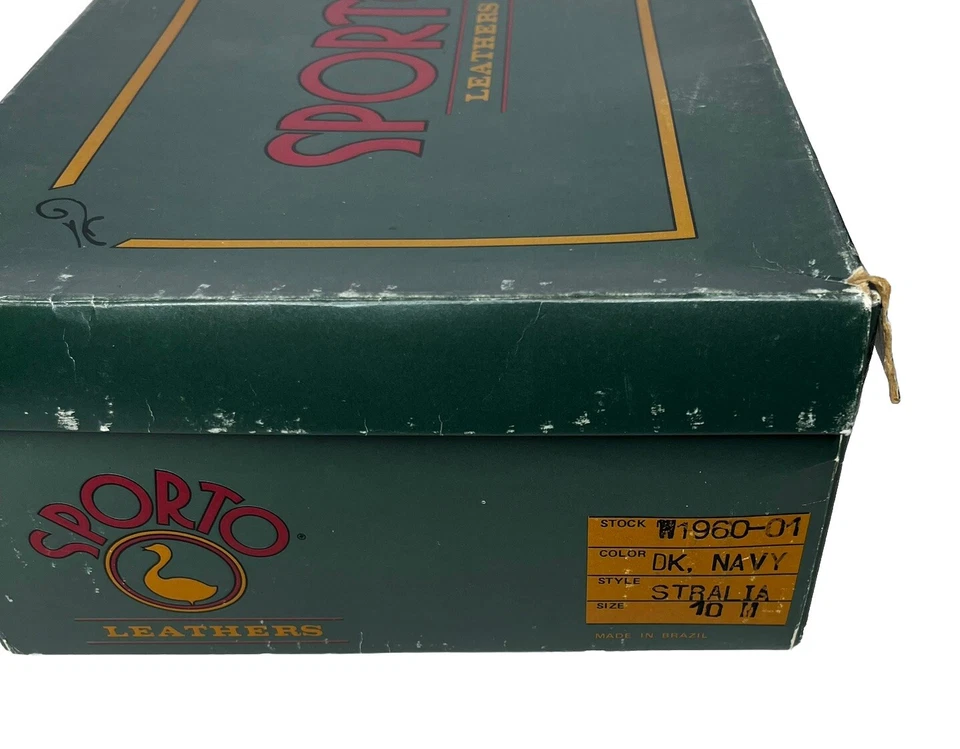 SPORTO
LEATHERS
SPORTO®
LEATHERS
STOCK W1960-01
COLOR DK, NAVY
STYLE STRALIA
SIZE 10 M
MADE IN BRAZIL